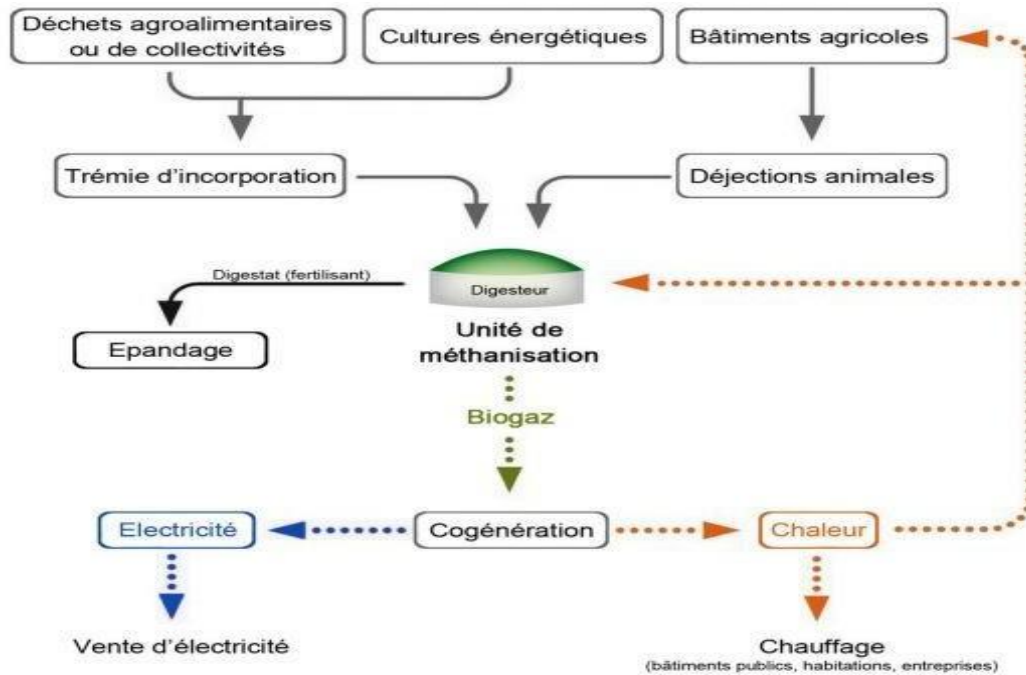 Déchets agroalimentaires
ou de collectivités
Cultures énergétiques
Bâtiments agricoles
Trémie d'incorporation
Déjections animales
Digestat (fertilisant)
Digesteur
Epandage
Unité de
méthanisation
Biogaz
Electricité
Cogénération
Chaleur
Vente d'électricité
Chauffage
(bâtiments publics, habitations, entreprises)